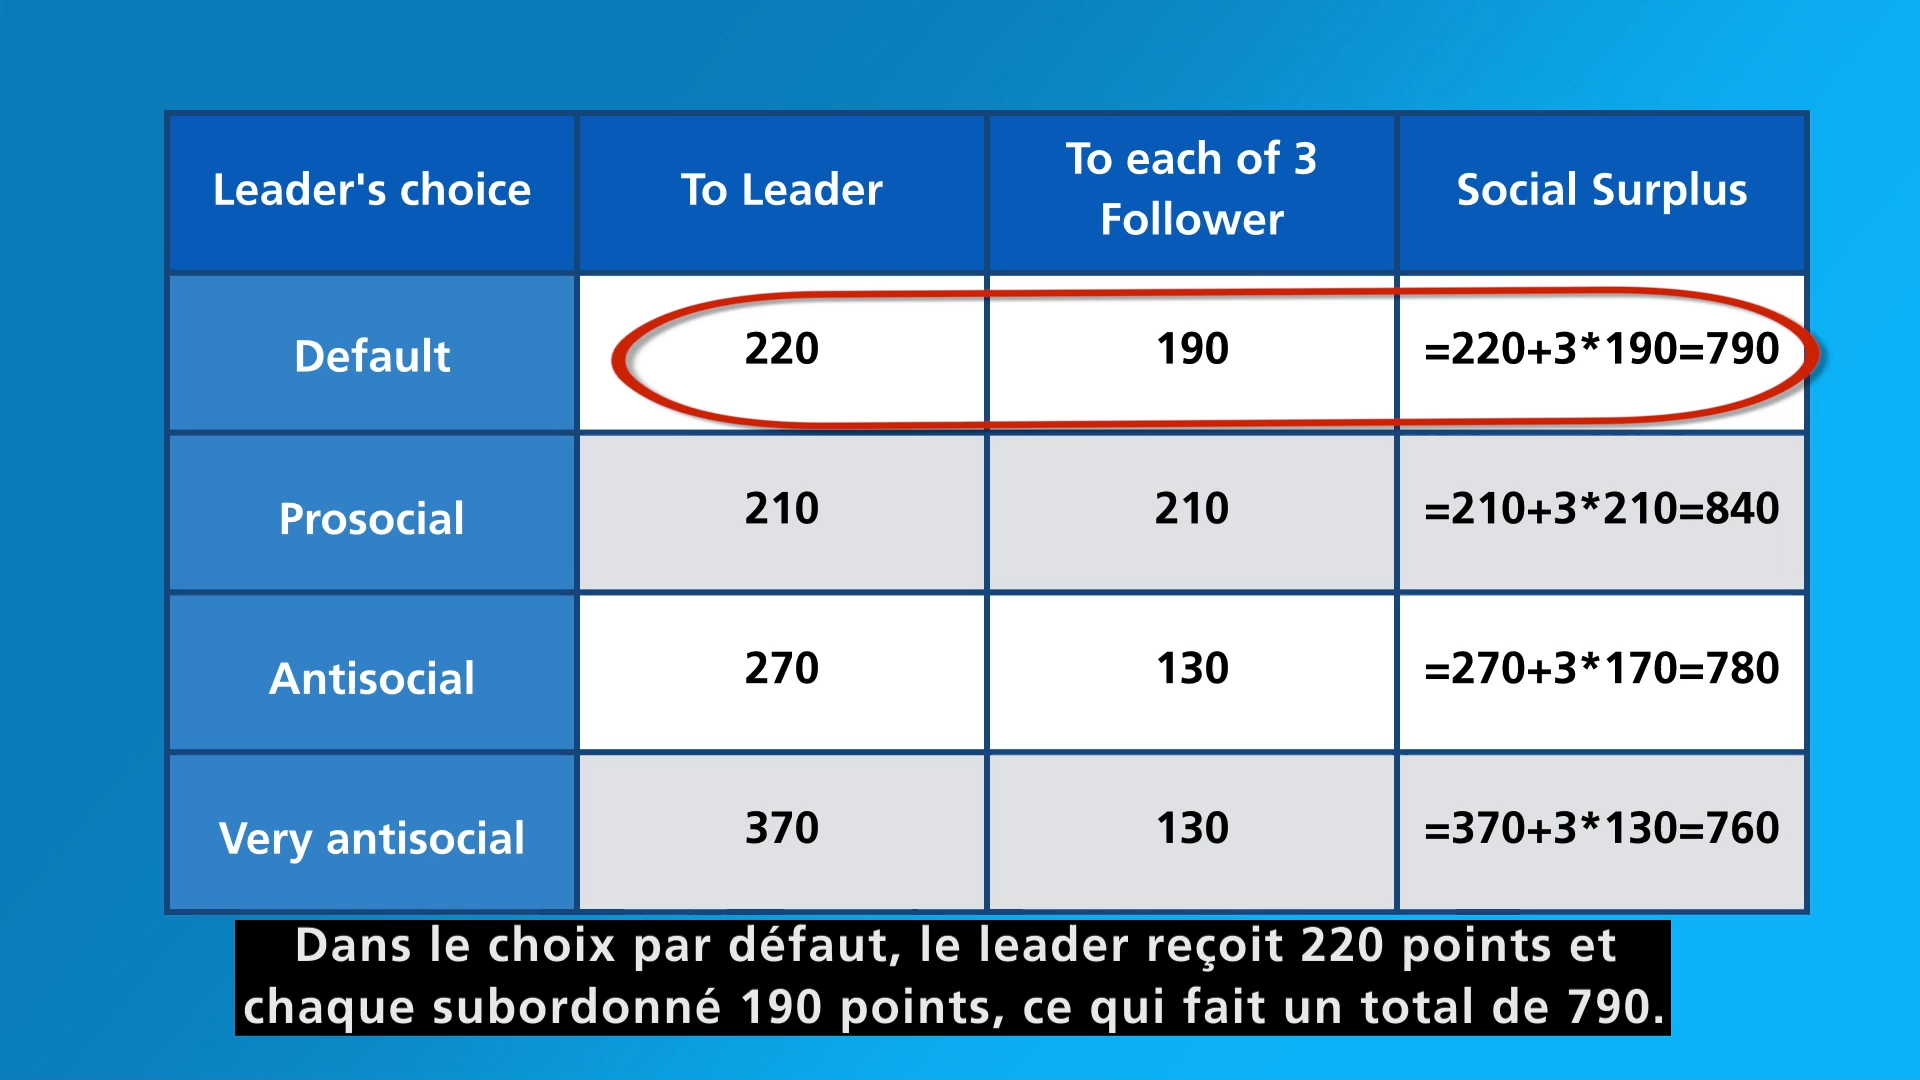 Leader's choice
To Leader
To each of 3
Follower
Social Surplus
Default
220
190
=220+3*190=790
Prosocial
210
210
=210+3*210=840
Antisocial
270
130
=270+3*170=780
Very antisocial
370
130
=370+3*130=760
Dans le choix par défaut, le leader reçoit 220 points et
chaque subordonné 190 points, ce qui fait un total de 790.